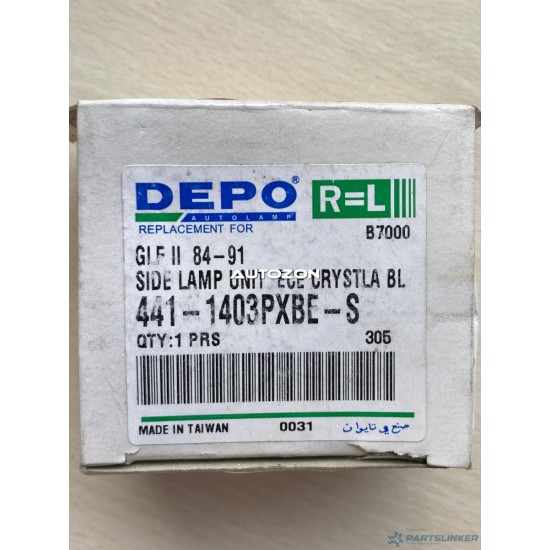 DEPO®
AUTOLAMP
R=L
REPLACEMENT FOR
B7000
GLF II 84-91
SIDE LAMP UNIT ECE CRYSTLA BL
AUTOZON
441-1403PXBE-S
QTY:1 PRS 305
MADE IN TAIWAN 0031 صنع في تايوان
PARTSLINKER